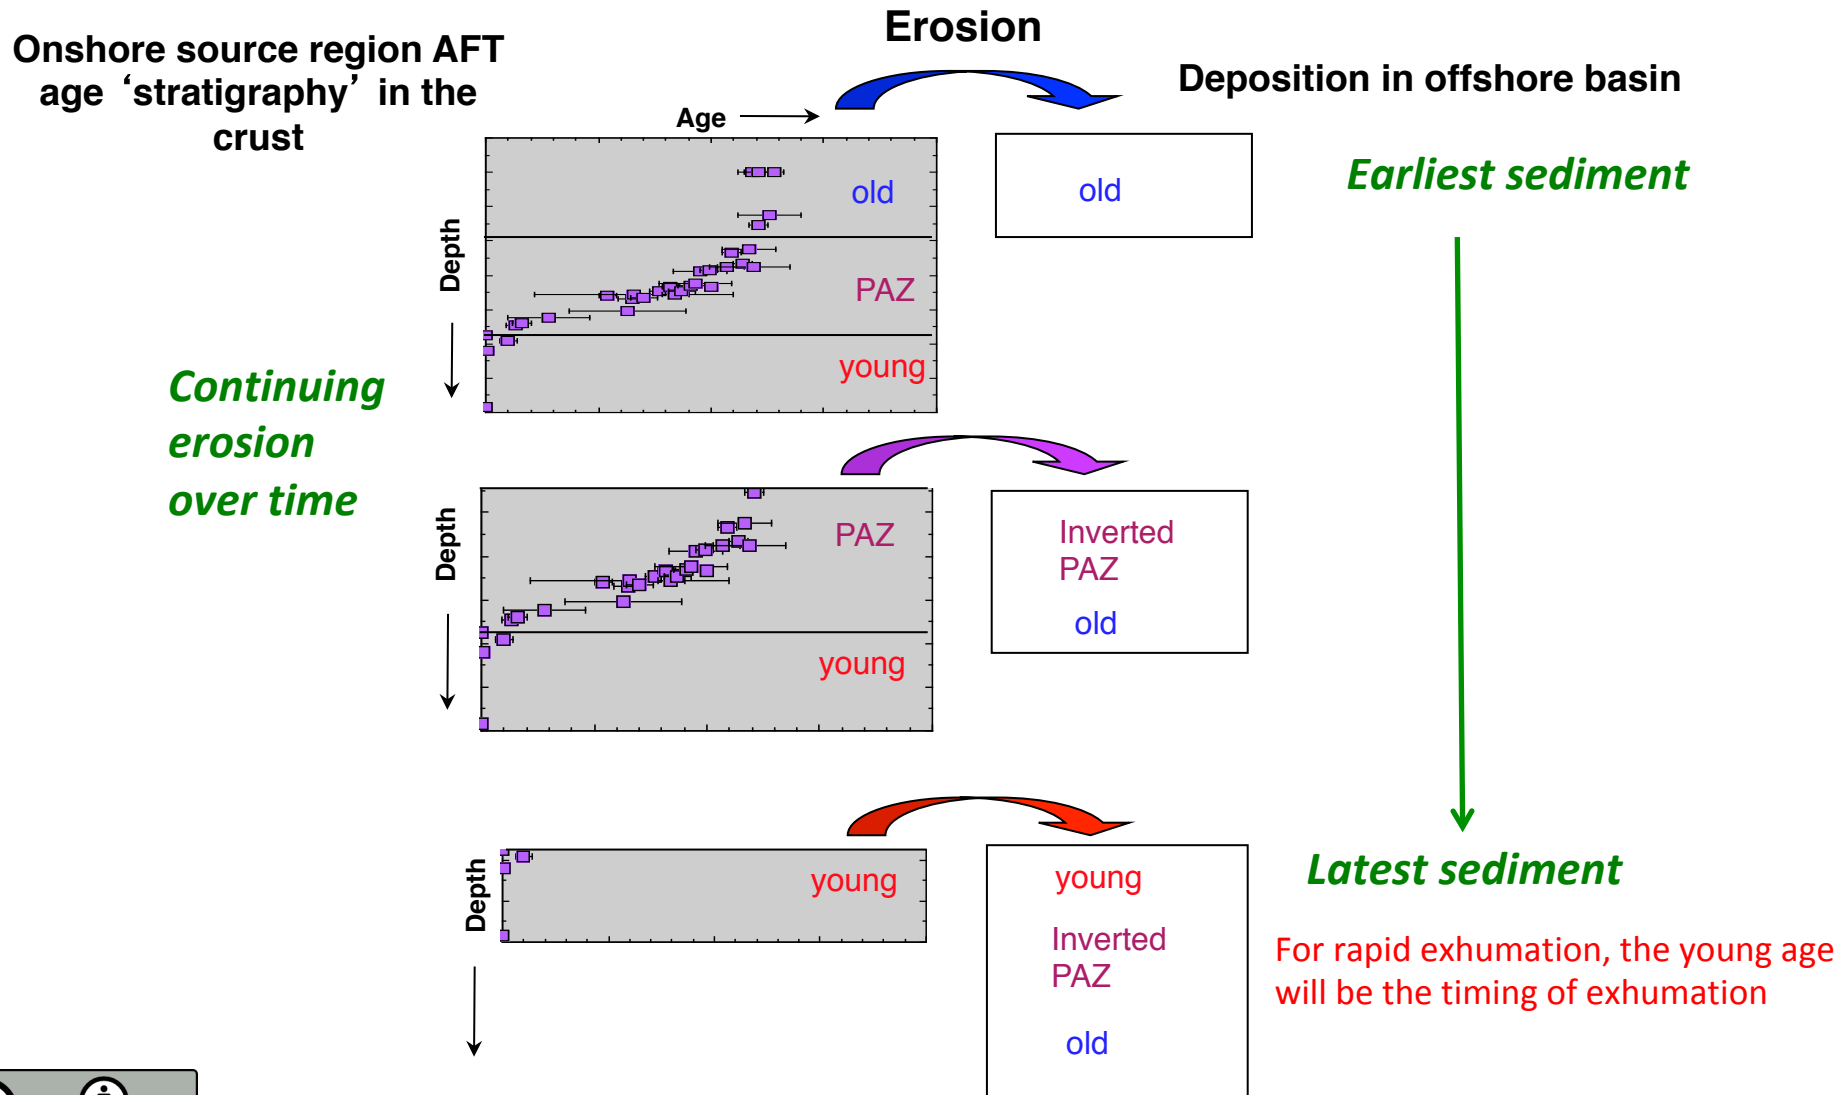 Erosion
Onshore source region AFT
age ‘stratigraphy’ in the
crust
Deposition in offshore basin
Age
Depth
old
PAZ
young
old
Earliest sediment
Continuing
erosion
over time
Depth
PAZ
young
Inverted
PAZ
old
Depth
young
young
Inverted
PAZ
old
Latest sediment
For rapid exhumation, the young age
will be the timing of exhumation